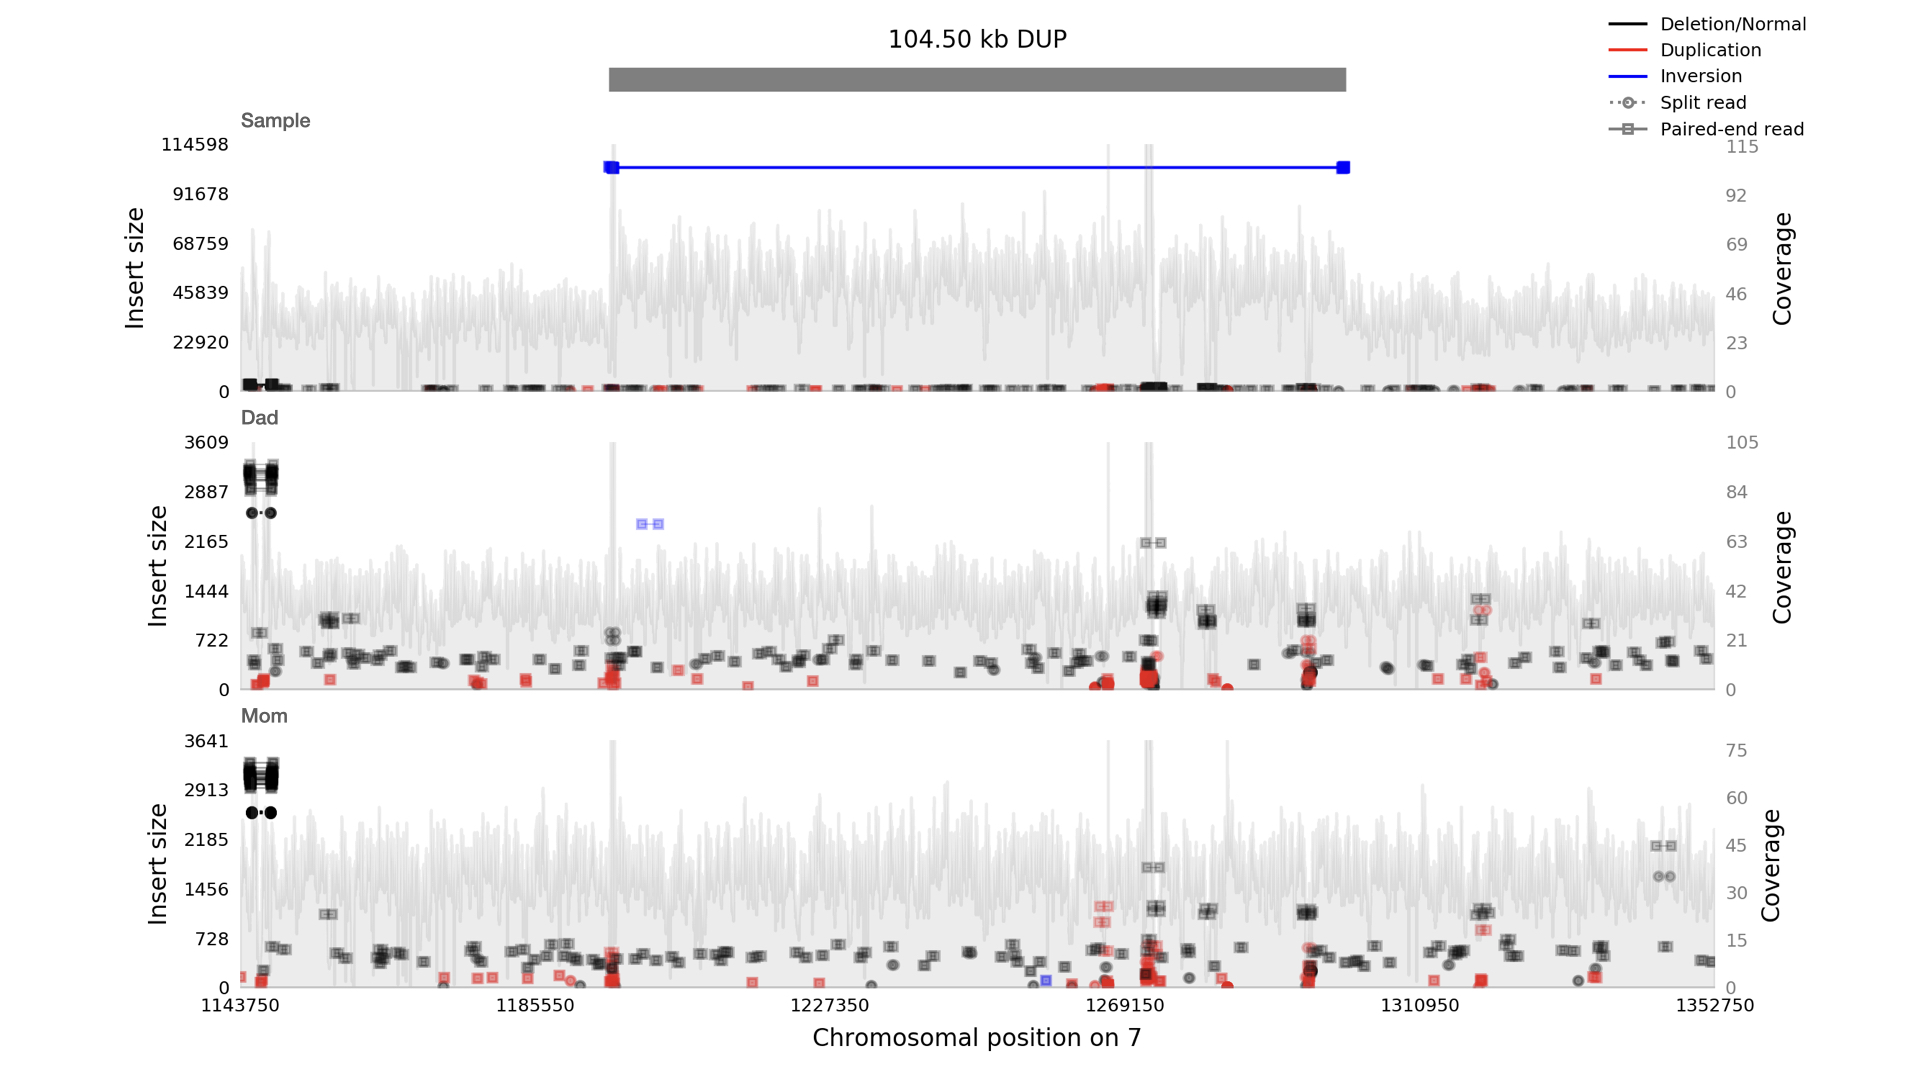 104.50 kb DUP
Deletion/Normal
Duplication
Inversion
Split read
Paired-end read
Sample
114598
91678
68759
45839
22920
0
Insert size
115
92
69
46
23
0
Coverage
Dad
3609
2887
2165
1444
722
0
Insert size
105
84
63
42
21
0
Coverage
Mom
3641
2913
2185
1456
728
0
Insert size
75
60
45
30
15
0
Coverage
1143750 1185550 1227350 1269150 1310950 1352750
Chromosomal position on 7